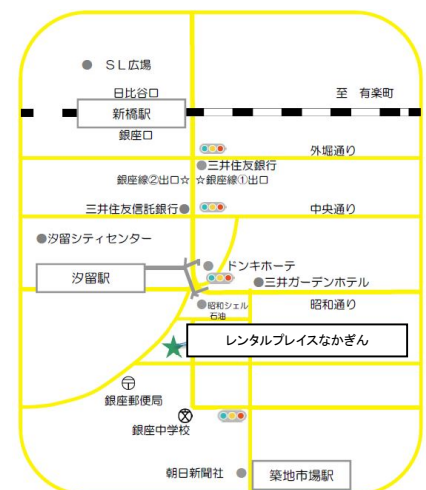 SL広場
日比谷口
至 有楽町
新橋駅
銀座口
外堀通り
三井住友銀行
銀座線②出口☆ ☆銀座線①出口
三井住友信託銀行
中央通り
汐留シティセンター
ドンキホーテ
汐留駅
三井ガーデンホテル
昭和シェル
石油
昭和通り
レンタルプレイスなかぎん
銀座郵便局
銀座中学校
朝日新聞社
築地市場駅